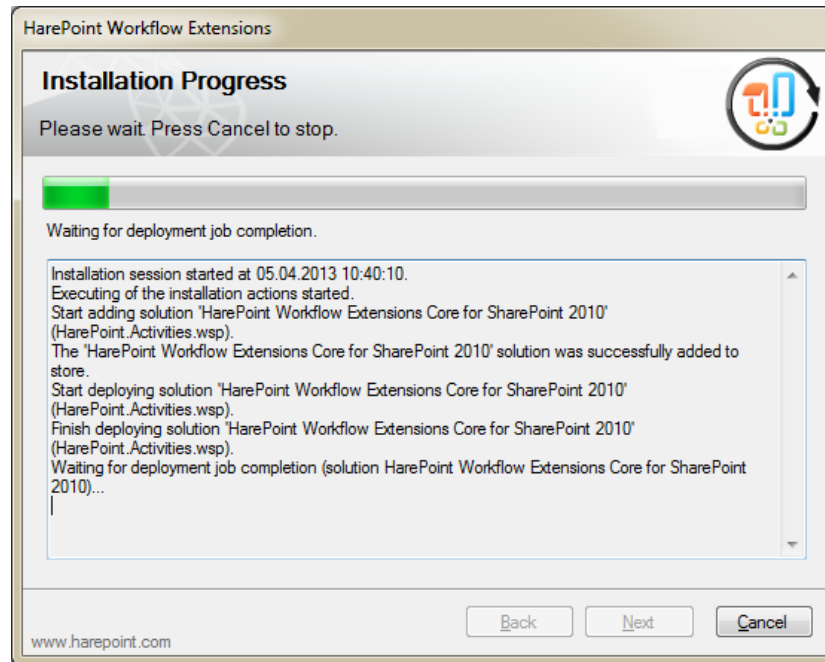 HarePoint Workflow Extensions
Installation Progress
Please wait. Press Cancel to stop.
Waiting for deployment job completion.
Installation session started at 05.04.2013 10:40:10.
Executing of the installation actions started.
Start adding solution 'HarePoint Workflow Extensions Core for SharePoint 2010'
(HarePoint.Activities.wsp).
The 'HarePoint Workflow Extensions Core for SharePoint 2010' solution was successfully added to
store.
Start deploying solution 'HarePoint Workflow Extensions Core for SharePoint 2010'
(HarePoint.Activities.wsp).
Finish deploying solution 'HarePoint Workflow Extensions Core for SharePoint 2010'
(HarePoint.Activities.wsp).
Waiting for deployment job completion (solution HarePoint Workflow Extensions Core for SharePoint
2010)...
Back Next Cancel
www.harepoint.com